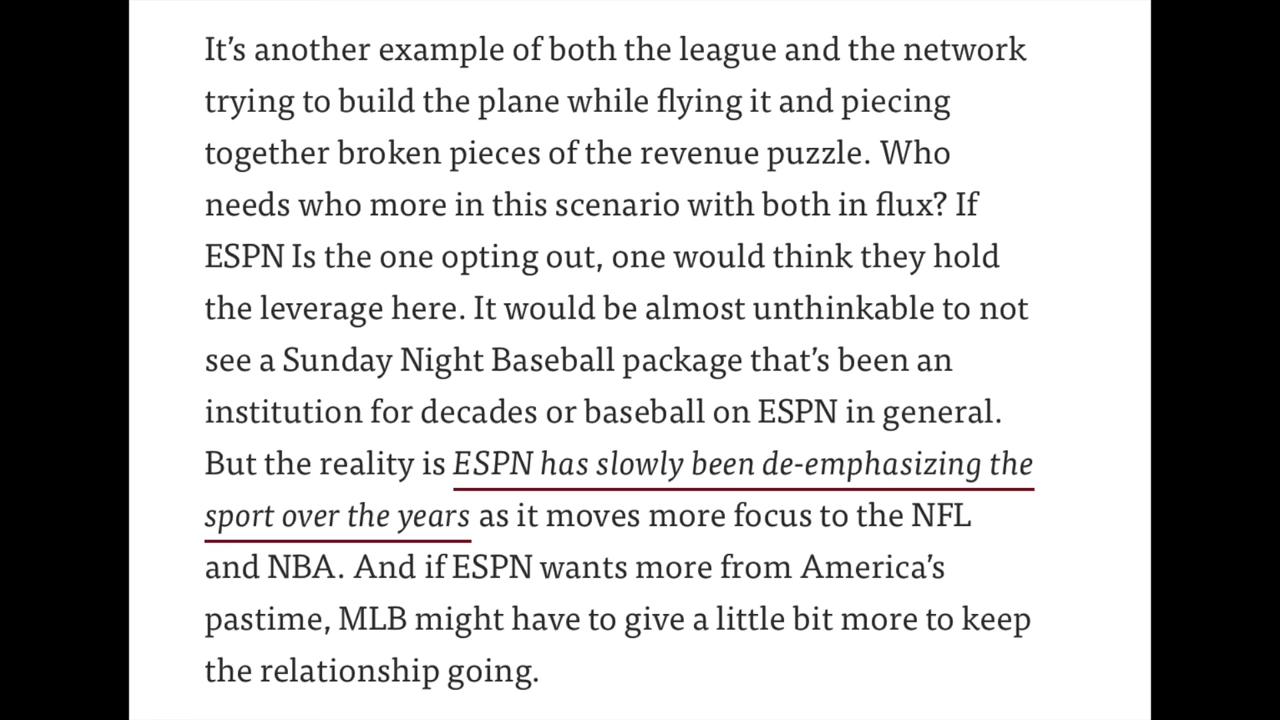 It’s another example of both the league and the network
trying to build the plane while flying it and piecing
together broken pieces of the revenue puzzle. Who
needs who more in this scenario with both in flux? If
ESPN Is the one opting out, one would think they hold
the leverage here. It would be almost unthinkable to not
see a Sunday Night Baseball package that’s been an
institution for decades or baseball on ESPN in general.
But the reality is ESPN has slowly been de-emphasizing the
sport over the years as it moves more focus to the NFL
and NBA. And if ESPN wants more from America’s
pastime, MLB might have to give a little bit more to keep
the relationship going.